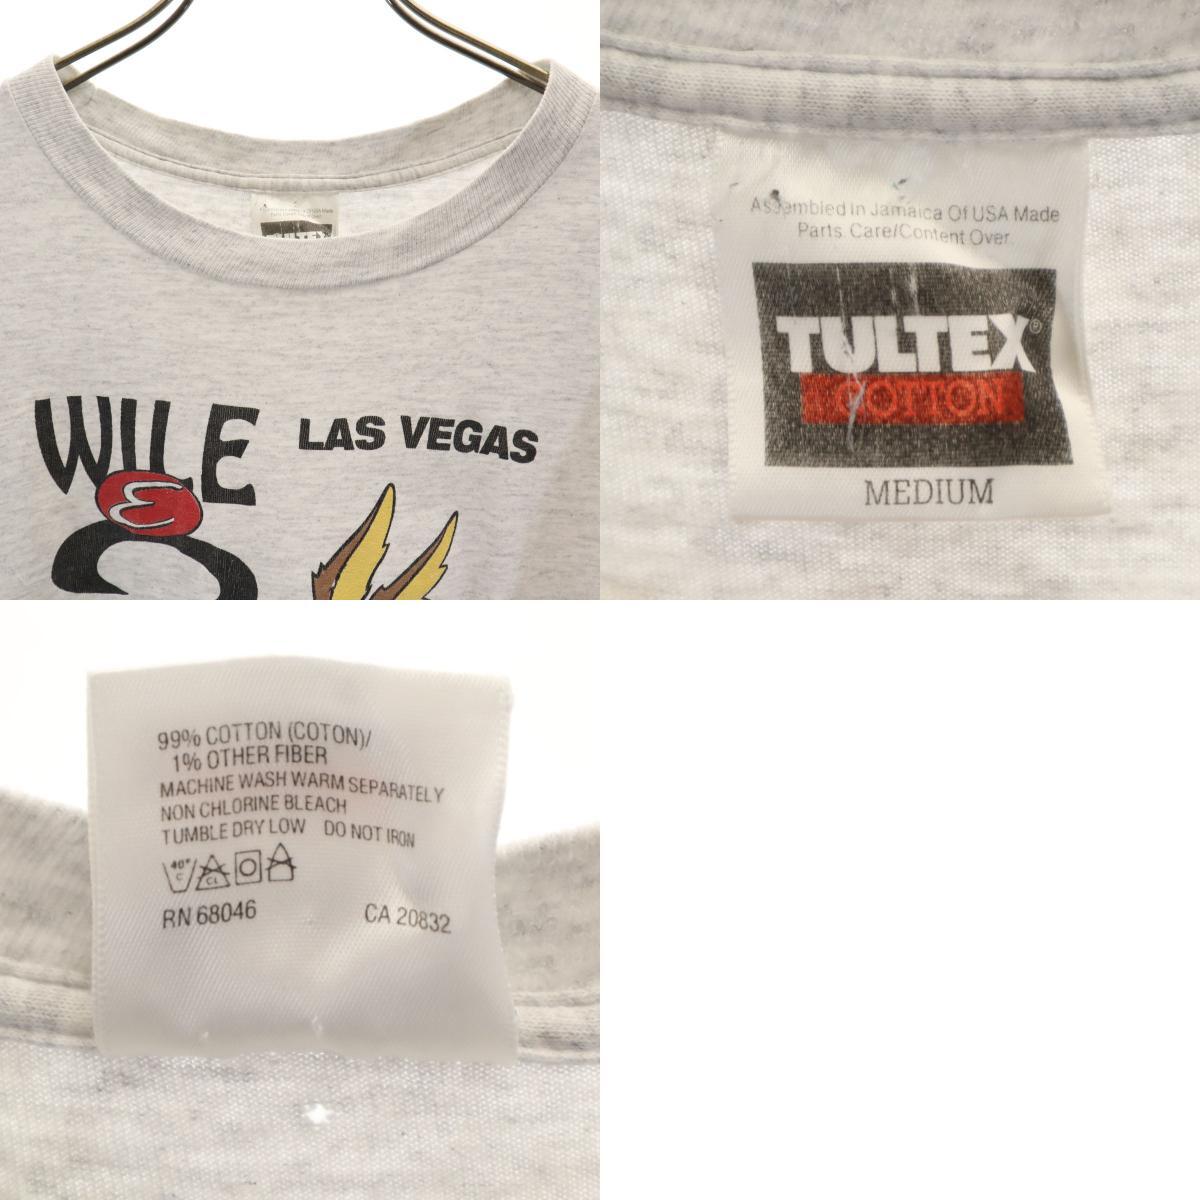 WILE
E
LAS VEGAS
Assembled In Jamaica Of USA Made
Parts. Care/Content Over.
TULTEX®
COTTON
MEDIUM
99% COTTON (COTON)/
1% OTHER FIBER
MACHINE WASH WARM SEPARATELY
NON CHLORINE BLEACH
TUMBLE DRY LOW DO NOT IRON
40°
C
CL
RN 68046 CA 20832